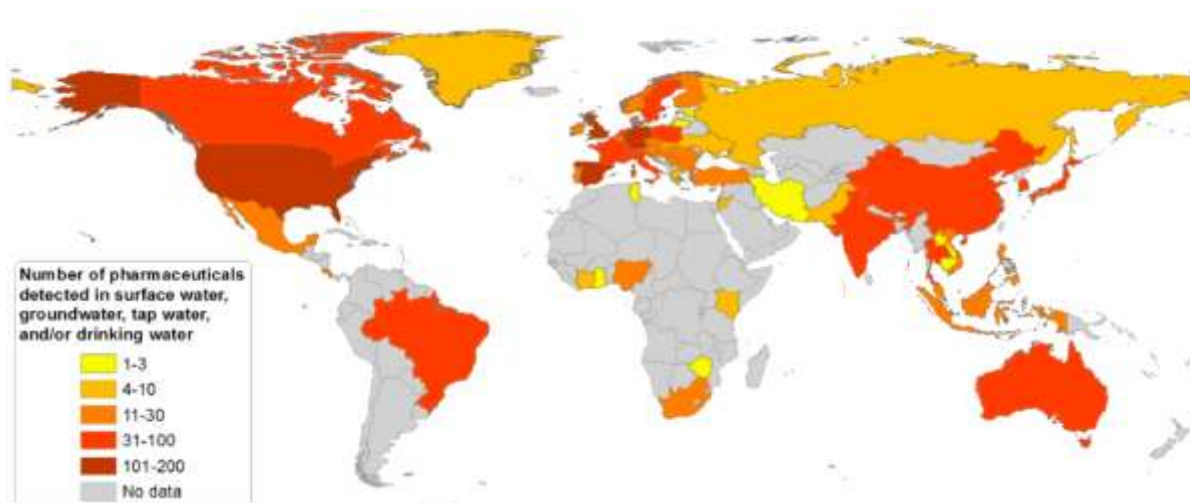 Number of pharmaceuticals
detected in surface water,
groundwater, tap water,
and/or drinking water
1-3
4-10
11-30
31-100
101-200
No data